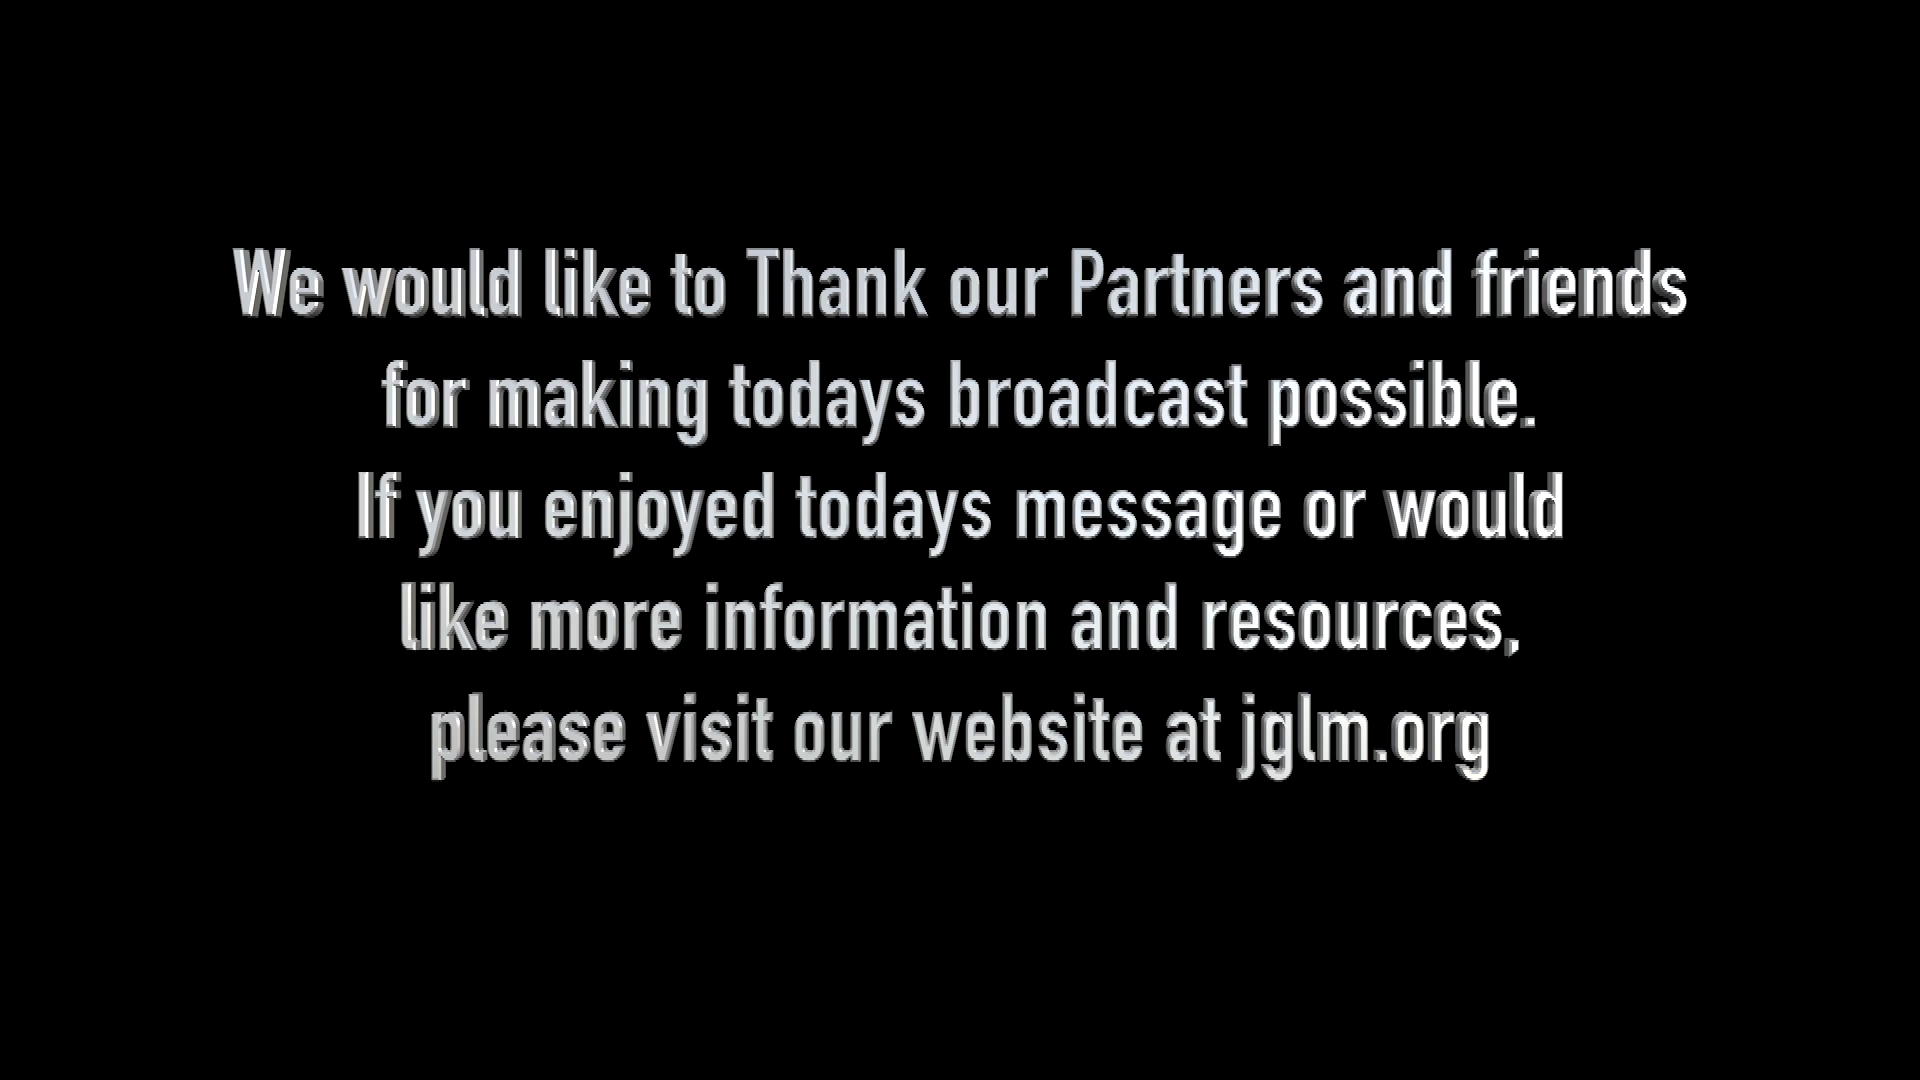 We would like to Thank our Partners and friends
for making todays broadcast possible.
If you enjoyed todays message or would
like more information and resources,
please visit our website at jglm.org